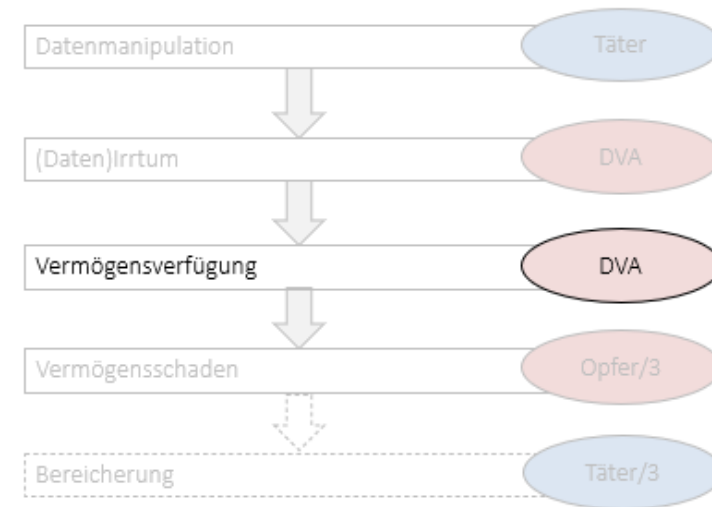 Datenmanipulation Täter
(Daten)Irrtum DVA
Vermögensverfügung DVA
Vermögensschaden Opfer/3
Bereicherung Täter/3